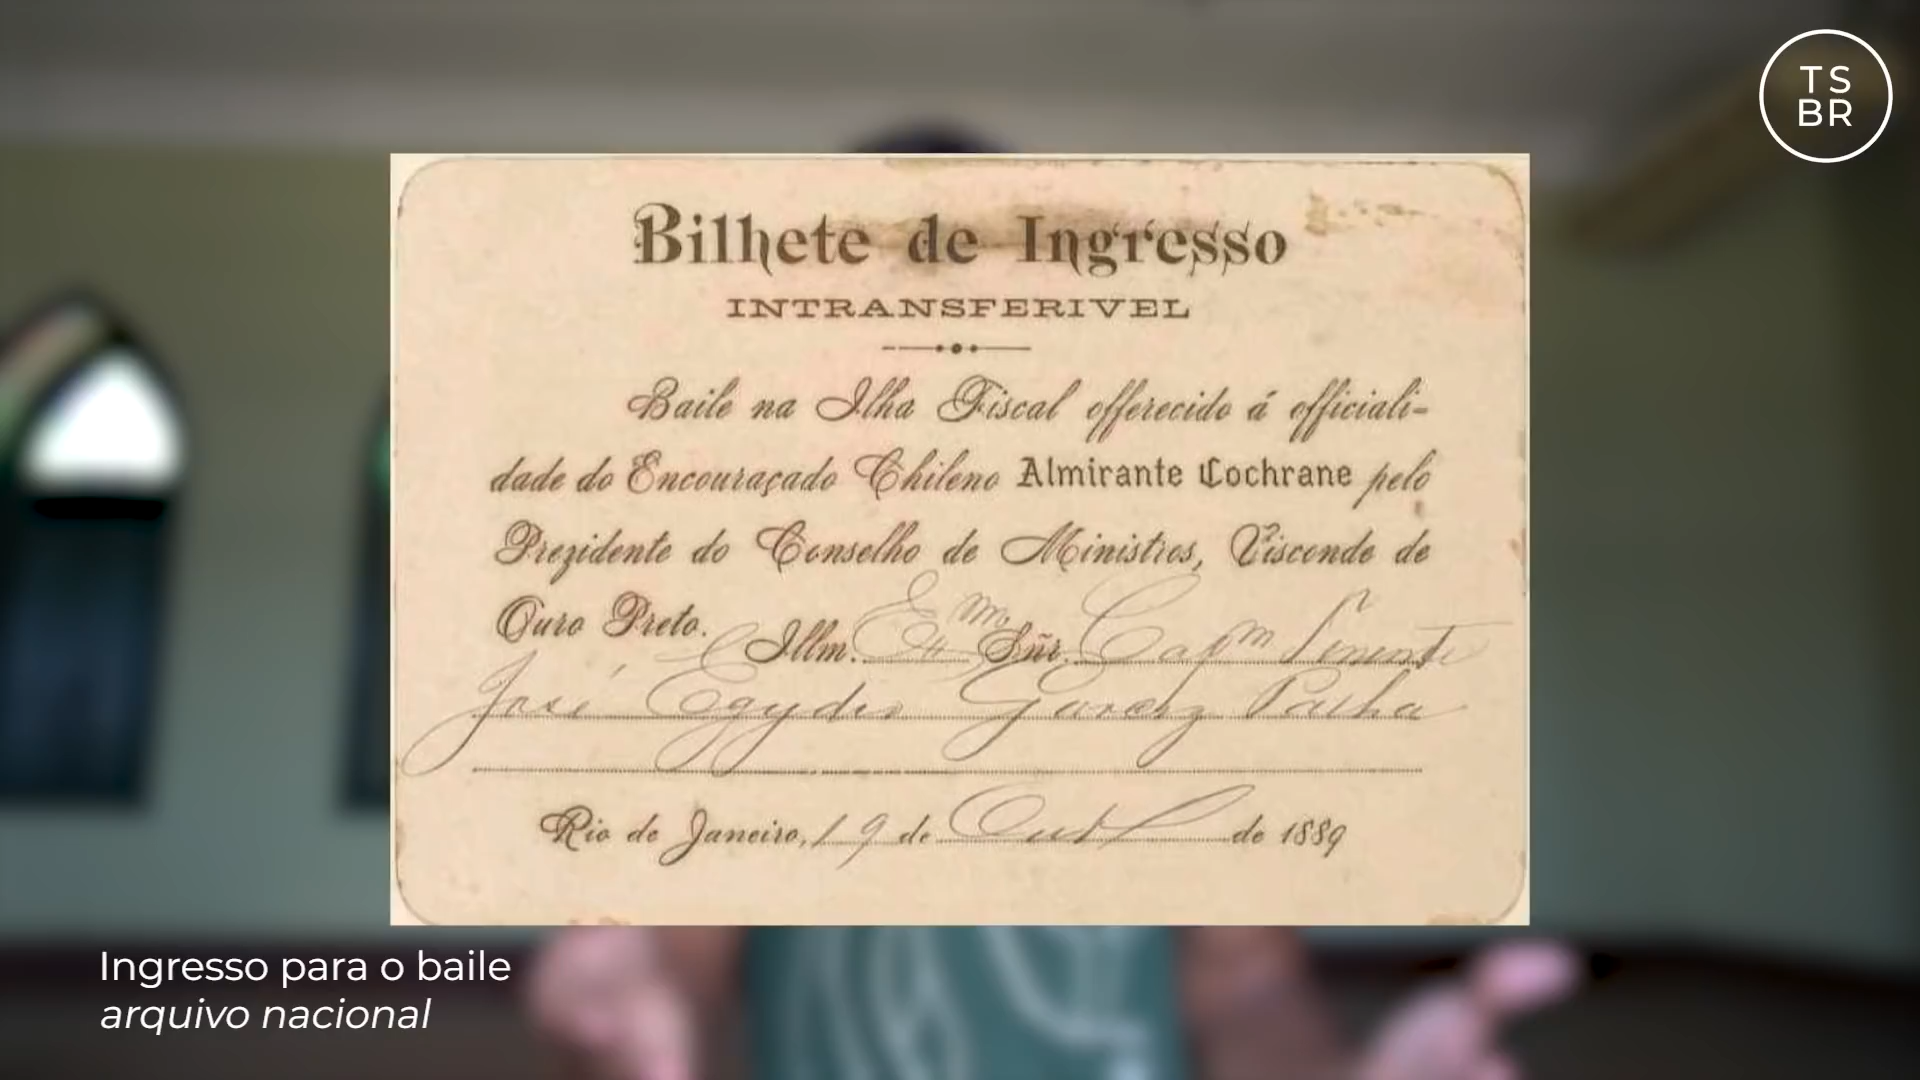 TS
BR
Bilhete de Ingresso
INTRANSFERIVEL
Baile na Ilha Fiscal offerecido á officiali-
dade do Encouraçado Chileno Almirante Cochrane pelo
Prezidente do Conselho de Ministros, Visconde de
Ouro Preto. Illm. Sñr. Capm Tenente
José Egydio Garcez Palha
Rio de Janeiro, 19 de Out de 1889
Ingresso para o baile
arquivo nacional